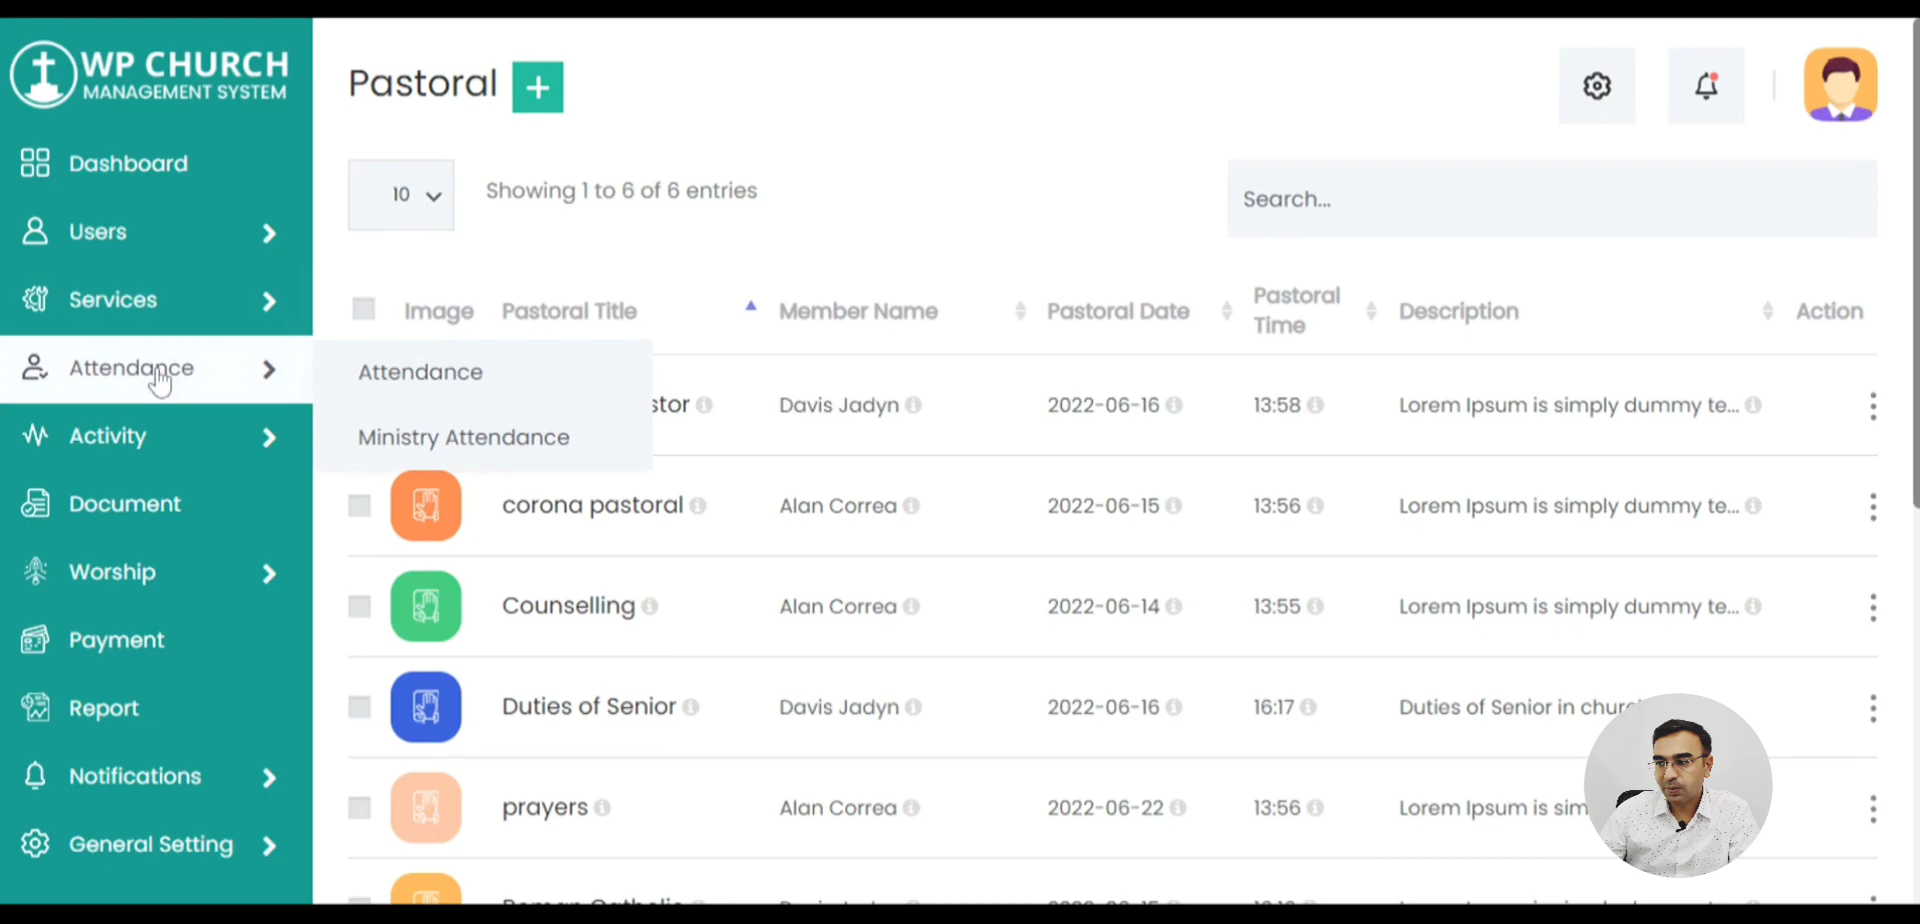 WP CHURCH
MANAGEMENT SYSTEM
Dashboard
Users
Services
Attendance
Activity
Document
Worship
Payment
Report
Notifications
General Setting
Pastoral +
10 Showing 1 to 6 of 6 entries
Search...
Image Pastoral Title Member Name Pastoral Date Pastoral Time Description Action
Attendance
Ministry Attendance
stor Davis Jadyn 2022-06-16 13:58 Lorem Ipsum is simply dummy te...
corona pastoral Alan Correa 2022-06-15 13:56 Lorem Ipsum is simply dummy te...
Counselling Alan Correa 2022-06-14 13:55 Lorem Ipsum is simply dummy te...
Duties of Senior Davis Jadyn 2022-06-16 16:17 Duties of Senior in
prayers Alan Correa 2022-06-22 13:56 Lorem Ipsum is sim